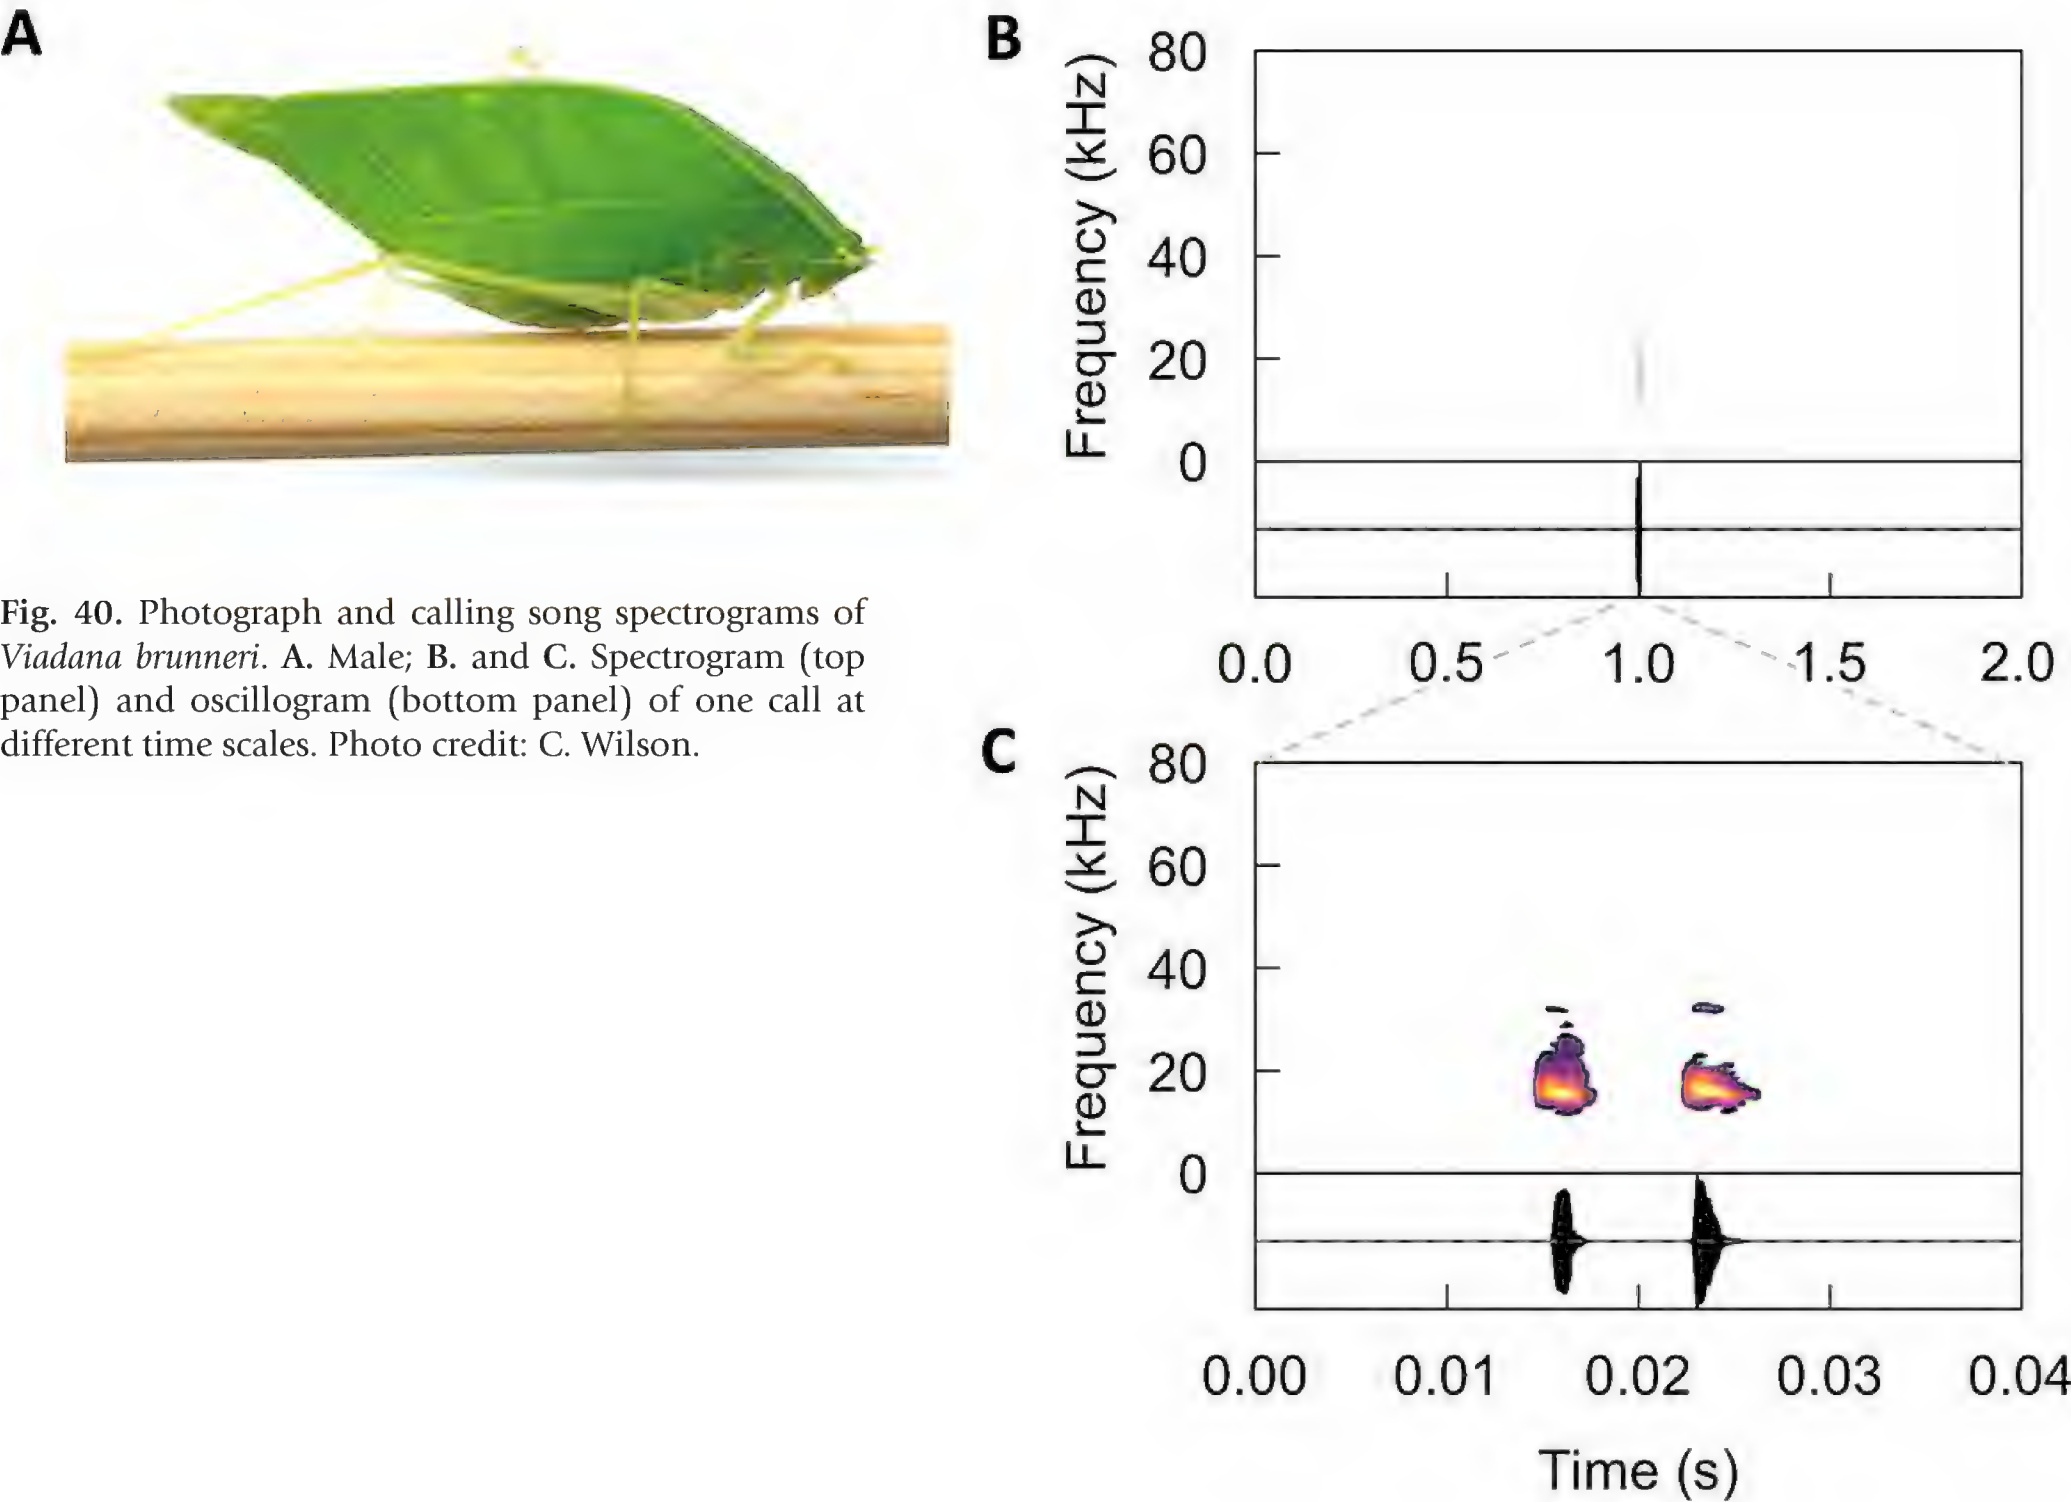 A
Fig. 40. Photograph and calling song spectrograms of
Viadana brunneri. A. Male; B. and C. Spectrogram (top
panel) and oscillogram (bottom panel) of one call at
different time scales. Photo credit: C. Wilson.
B
Frequency (kHz)
80
60
40
20
0
0.0 0.5 1.0 1.5 2.0
C
Frequency (kHz)
80
60
40
20
0
0.00 0.01 0.02 0.03 0.04
Time (s)